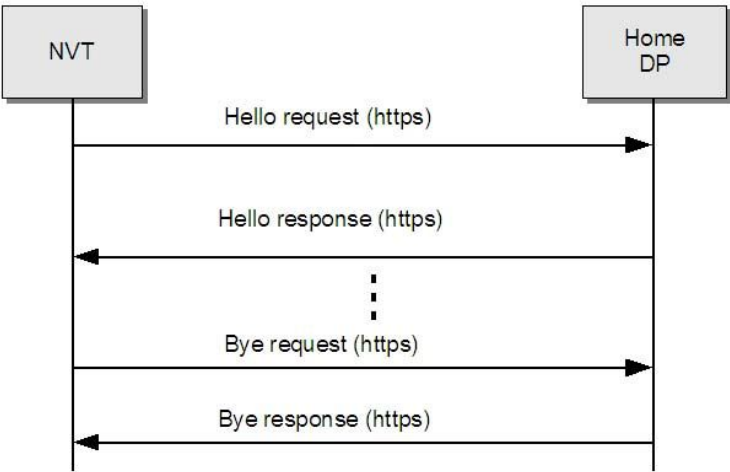 NVT
Home
DP
Hello request (https)
Hello response (https)
Bye request (https)
Bye response (https)